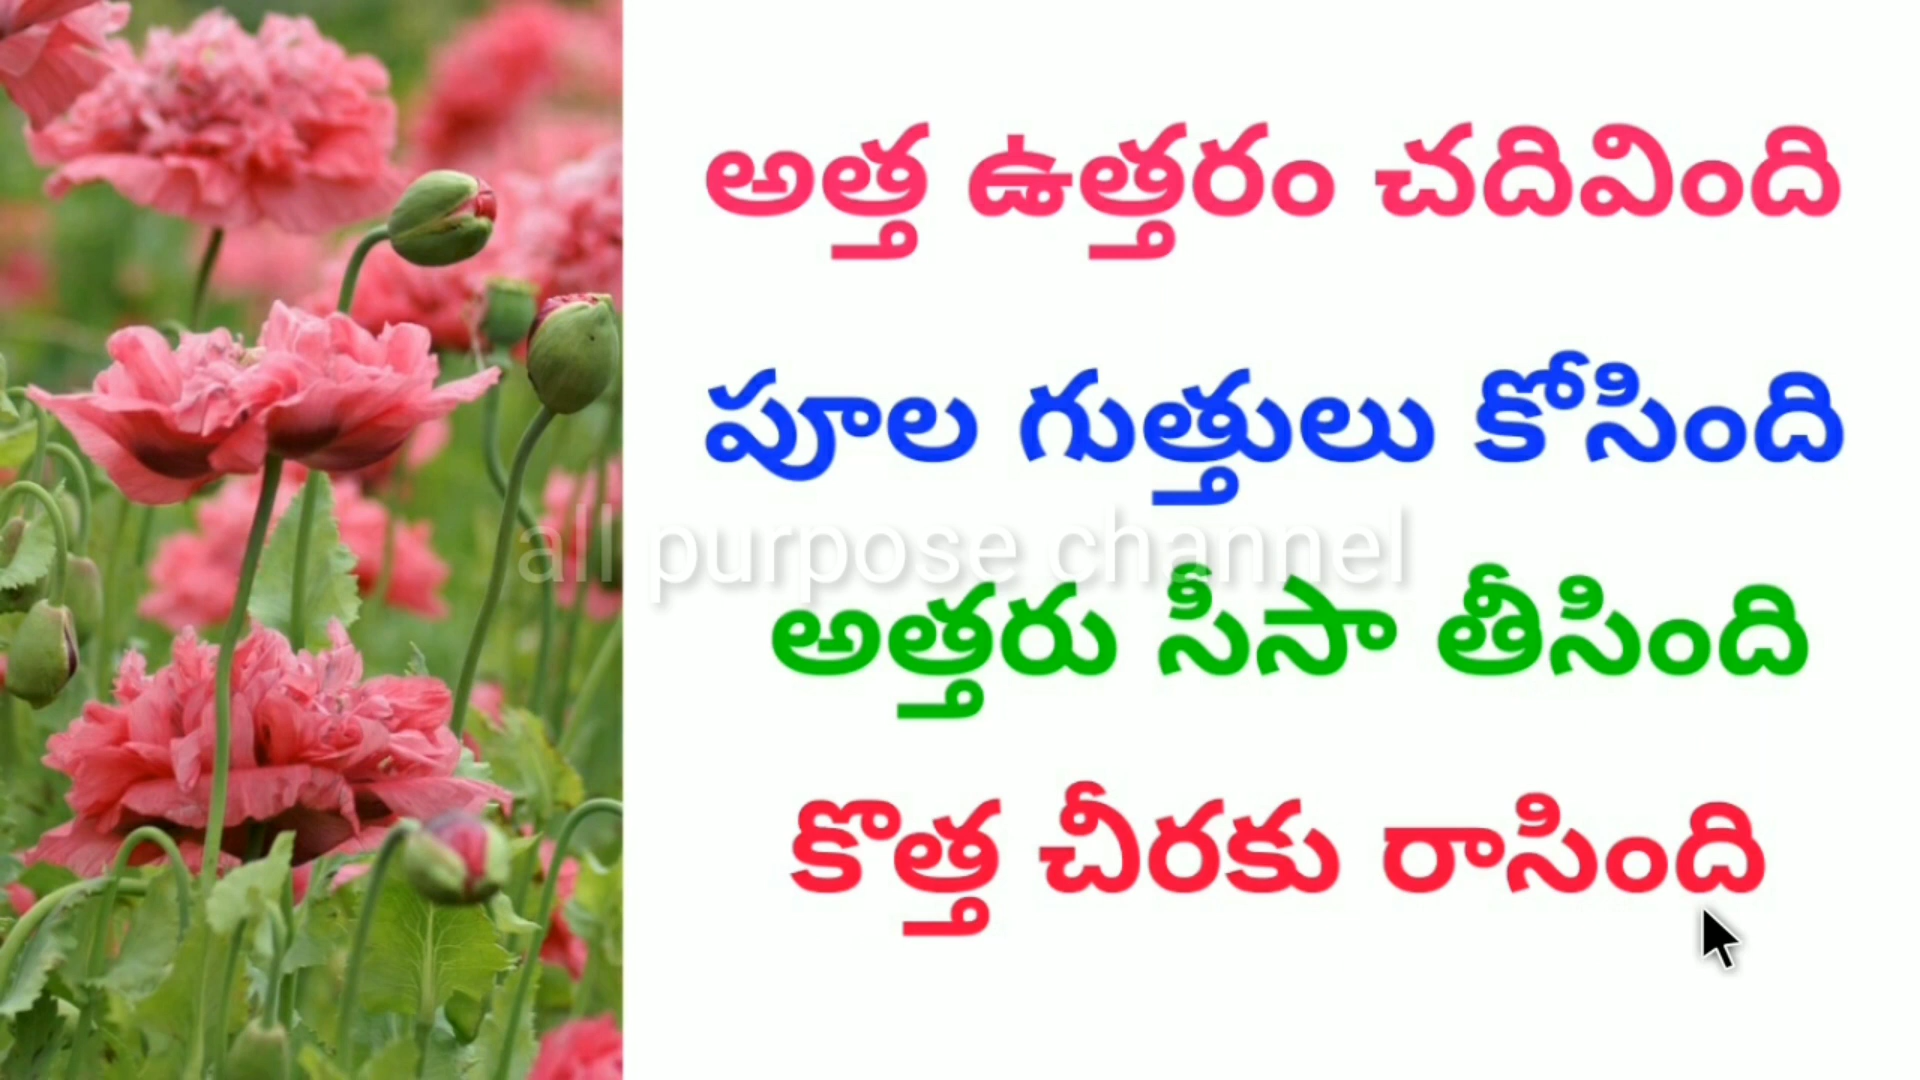 అత్త ఉత్తరం చదివింది
పూల గుత్తులు కోసింది
all purpose channel
అత్తరు సీసా తీసింది
కొత్త చీరకు రాసింది